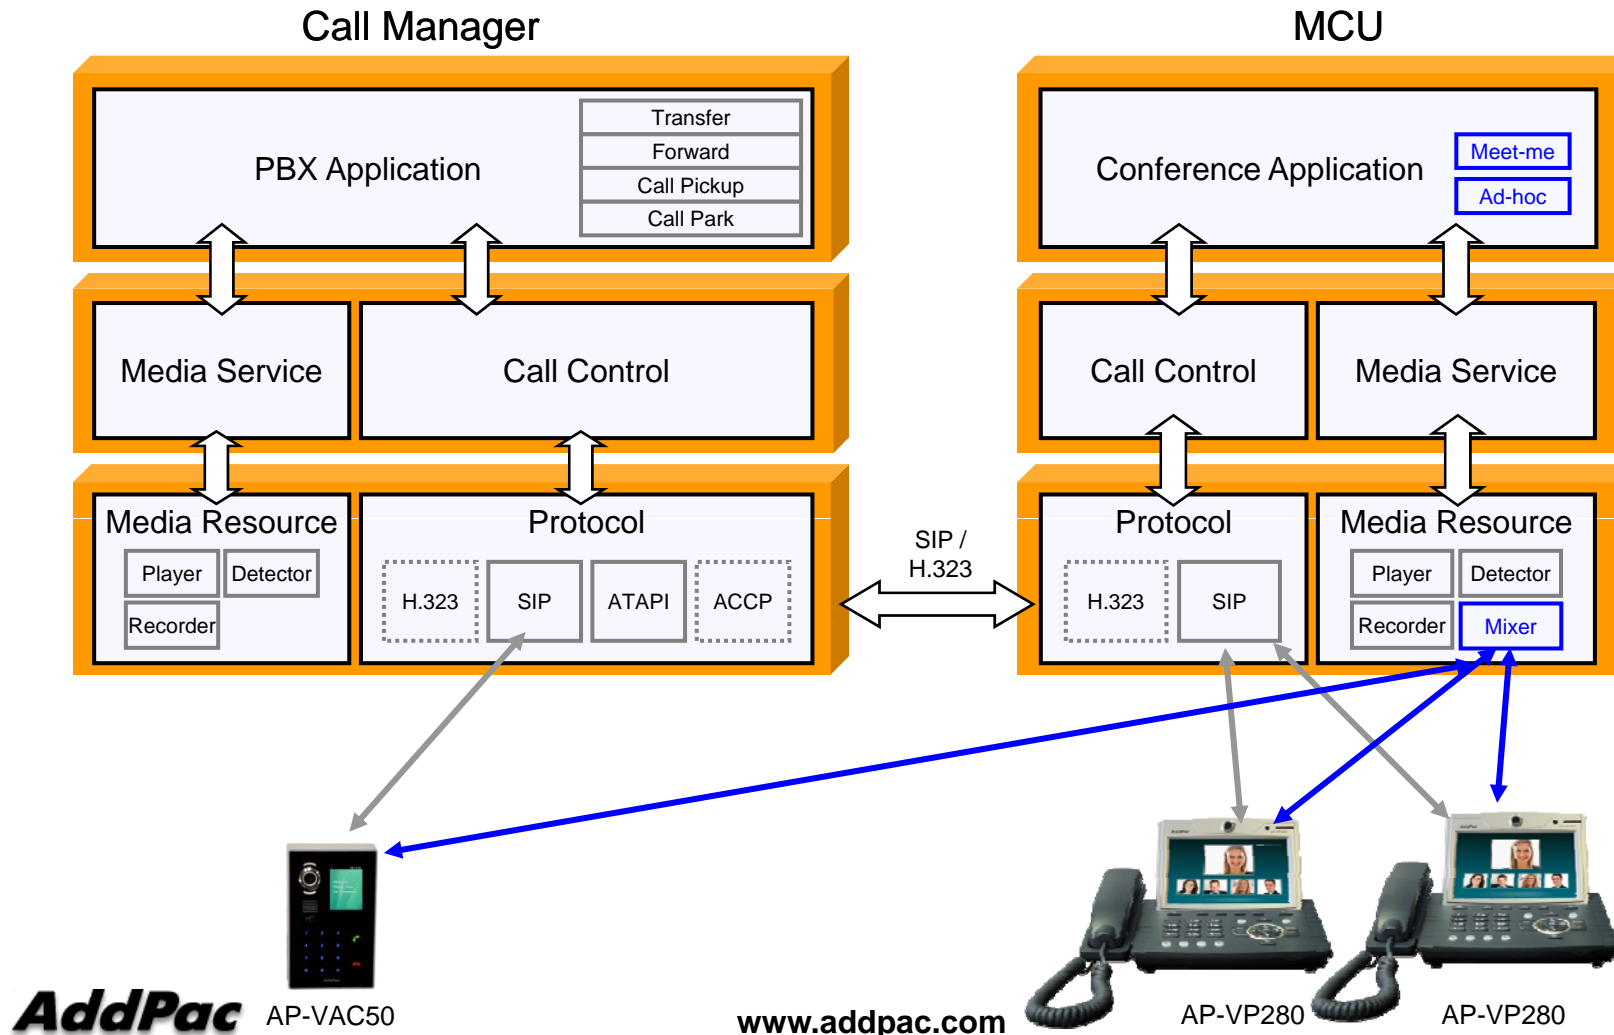 Call Manager
MCU
PBX Application
Transfer
Forward
Call Pickup
Call Park
Conference Application
Meet-me
Ad-hoc
Media Service
Call Control
Call Control
Media Service
Media Resource
Player
Detector
Recorder
Protocol
H.323
SIP
ATAPI
ACCP
SIP /
H.323
Protocol
H.323
SIP
Media Resource
Player
Detector
Recorder
Mixer
AddPac
AP-VAC50
www.addpac.com
AP-VP280
AP-VP280